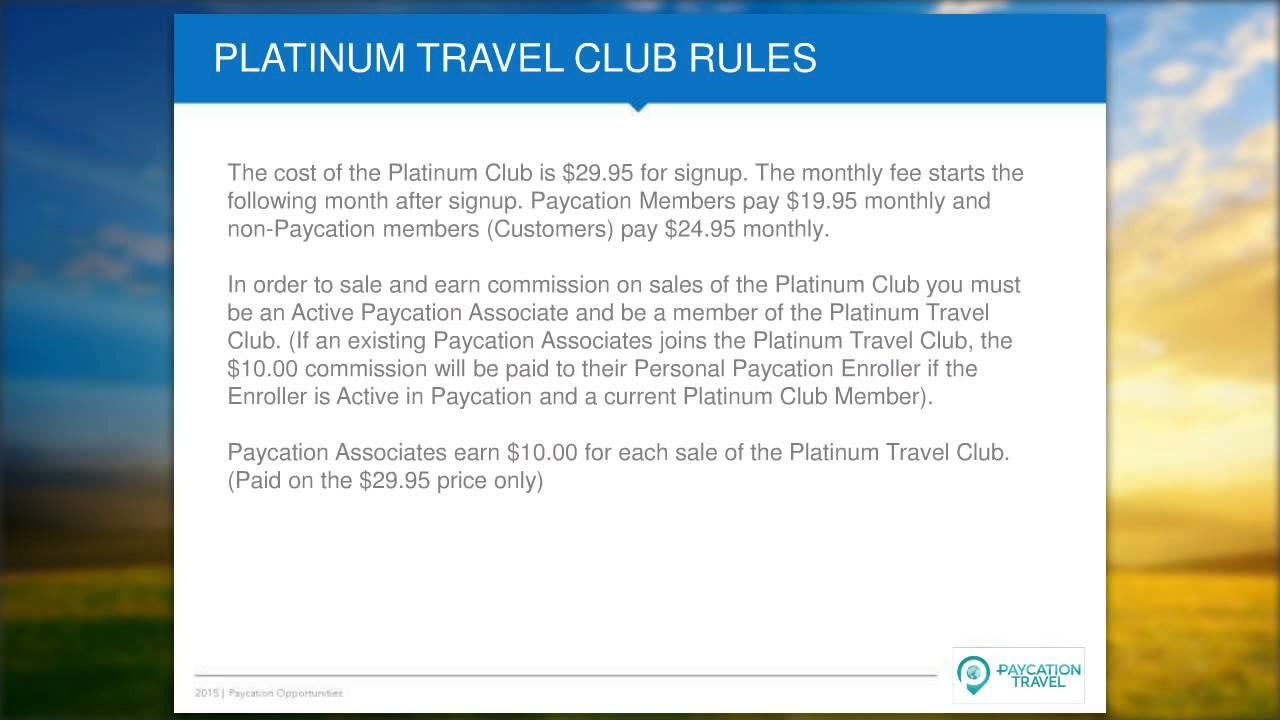 PLATINUM TRAVEL CLUB RULES
The cost of the Platinum Club is $29.95 for signup. The monthly fee starts the
following month after signup. Paycation Members pay $19.95 monthly and
non-Paycation members (Customers) pay $24.95 monthly.
In order to sale and earn commission on sales of the Platinum Club you must
be an Active Paycation Associate and be a member of the Platinum Travel
Club. (If an existing Paycation Associates joins the Platinum Travel Club, the
$10.00 commission will be paid to their Personal Paycation Enroller if the
Enroller is Active in Paycation and a current Platinum Club Member).
Paycation Associates earn $10.00 for each sale of the Platinum Travel Club.
(Paid on the $29.95 price only)
2015 | Paycation Opportunities
PAYCATION
TRAVEL